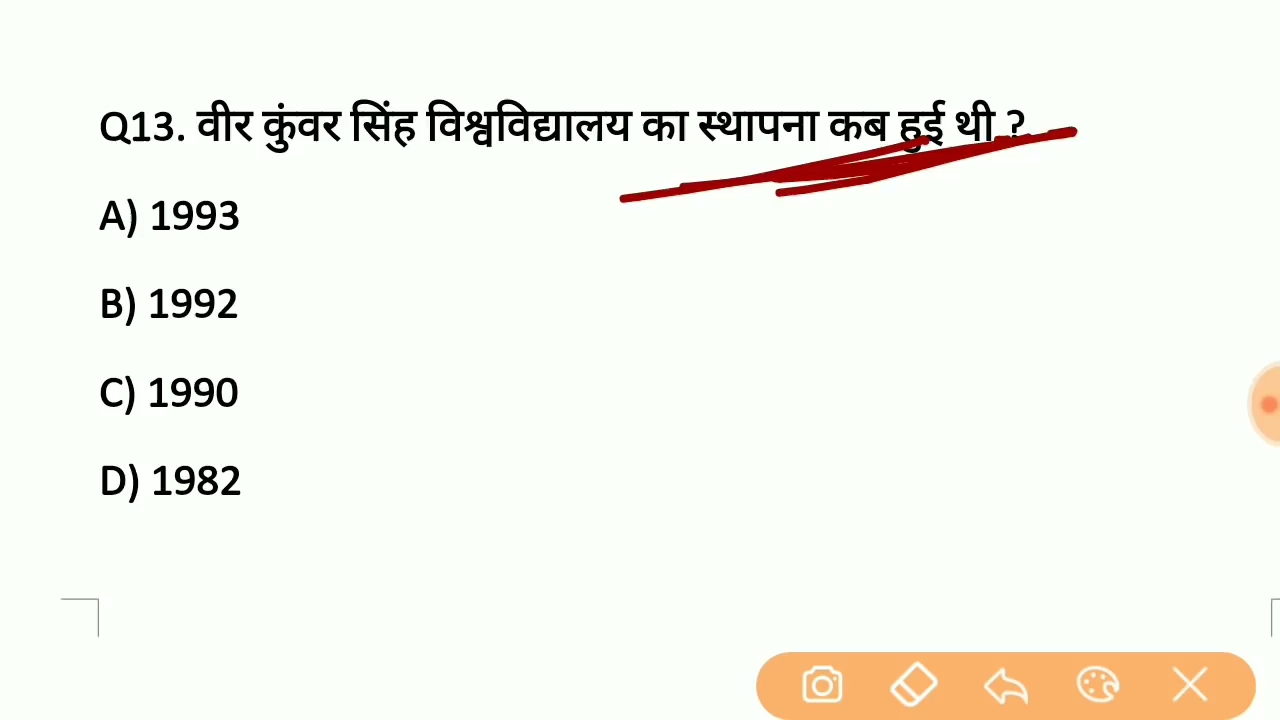 Q13. वीर कुंवर सिंह विश्वविद्यालय का स्थापना कब हुई थी ?
A) 1993
B) 1992
C) 1990
D) 1982